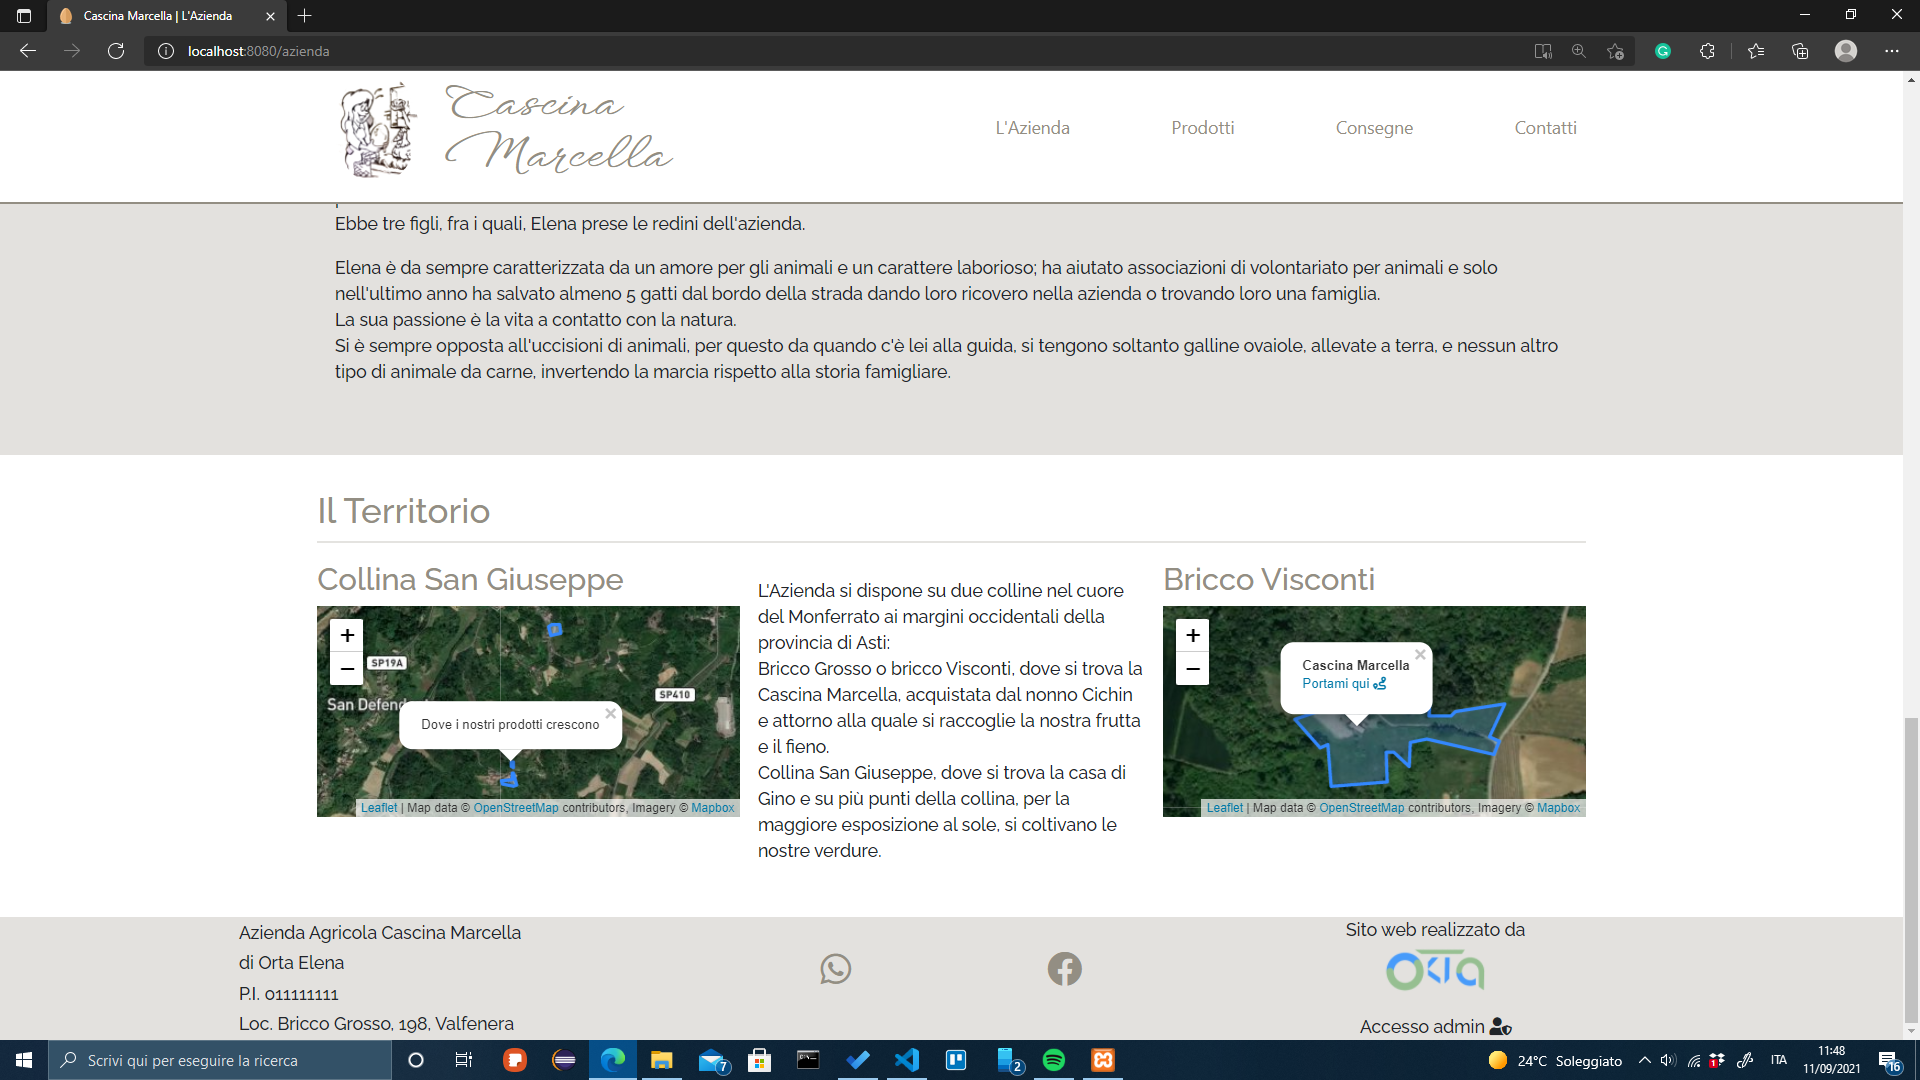 Cascina Marcella | L'Azienda
localhost:8080/azienda
Cascina
Marcella
L'Azienda
Prodotti
Consegne
Contatti
Ebbe tre figli, fra i quali, Elena prese le redini dell'azienda.
Elena è da sempre caratterizzata da un amore per gli animali e un carattere laborioso; ha aiutato associazioni di volontariato per animali e solo
nell'ultimo anno ha salvato almeno 5 gatti dal bordo della strada dando loro ricovero nella azienda o trovando loro una famiglia.
La sua passione è la vita a contatto con la natura.
Si è sempre opposta all'uccisioni di animali, per questo da quando c'è lei alla guida, si tengono soltanto galline ovaiole, allevate a terra, e nessun altro
tipo di animale da carne, invertendo la marcia rispetto alla storia famigliare.
Il Territorio
Collina San Giuseppe
+
−
SP19A
SP410
San Defend
Dove i nostri prodotti crescono
×
Leaflet | Map data © OpenStreetMap contributors, Imagery © Mapbox
L'Azienda si dispone su due colline nel cuore
del Monferrato ai margini occidentali della
provincia di Asti:
Bricco Grosso o bricco Visconti, dove si trova la
Cascina Marcella, acquistata dal nonno Cichin
e attorno alla quale si raccoglie la nostra frutta
e il fieno.
Collina San Giuseppe, dove si trova la casa di
Gino e su più punti della collina, per la
maggiore esposizione al sole, si coltivano le
nostre verdure.
Bricco Visconti
+
−
Cascina Marcella
Portami qui
×
Leaflet | Map data © OpenStreetMap contributors, Imagery © Mapbox
Azienda Agricola Cascina Marcella
di Orta Elena
P.I. 011111111
Loc. Bricco Grosso, 198, Valfenera
Sito web realizzato da
Orta
Accesso admin
Scrivi qui per eseguire la ricerca
7
2
24°C Soleggiato
1
ITA
11:48
11/09/2021
16